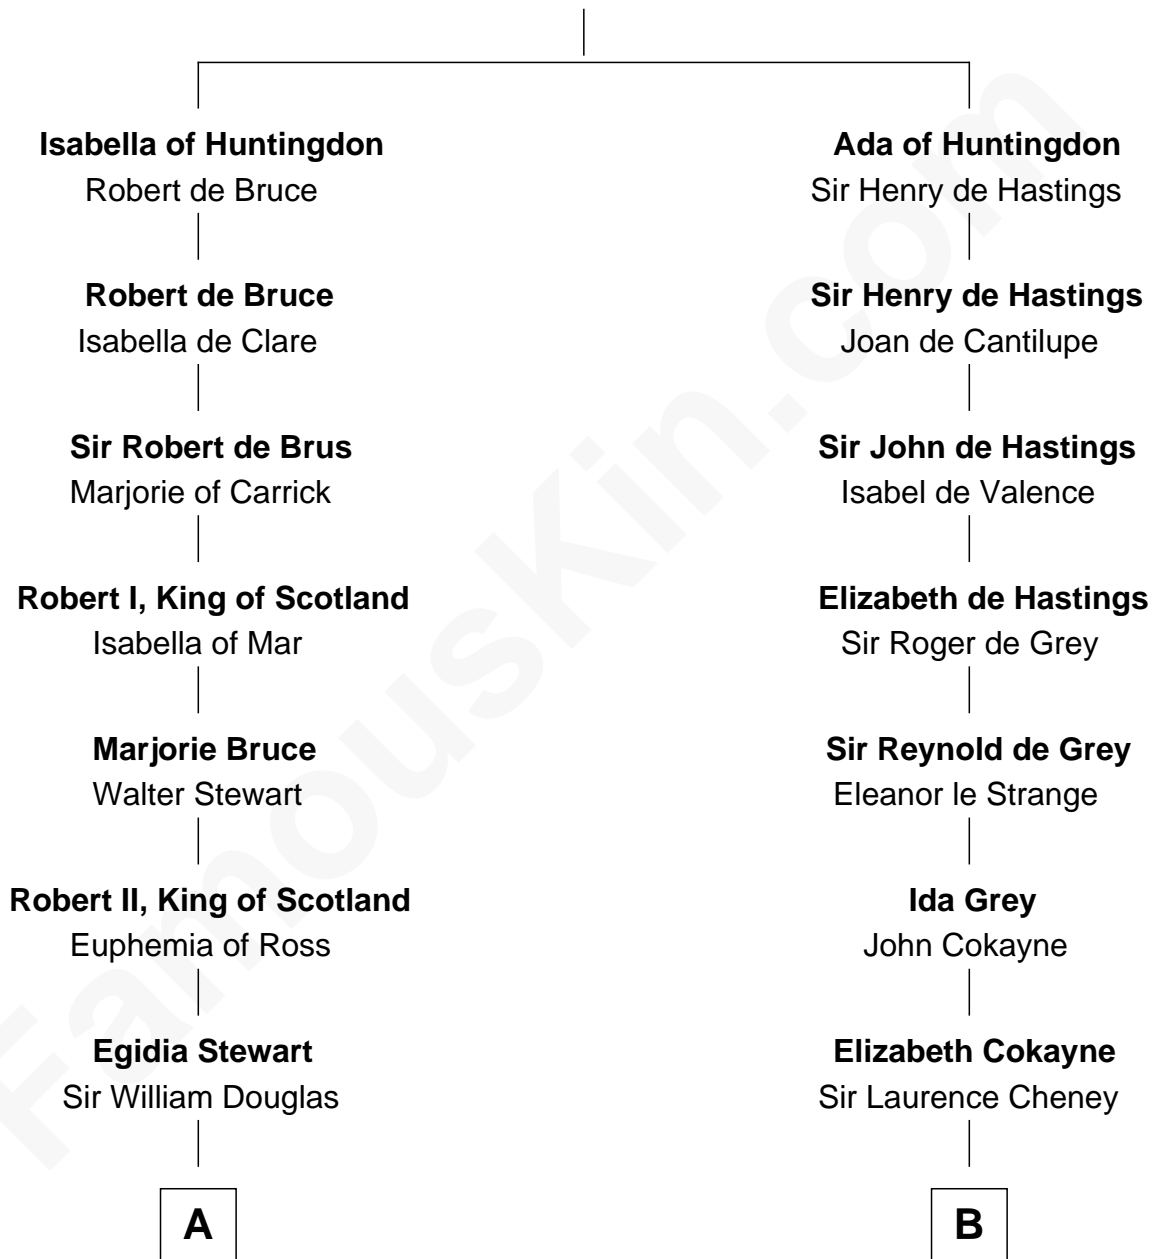 Isabella of Huntingdon
Robert de Bruce
Robert de Bruce
Isabella de Clare
Sir Robert de Brus
Marjorie of Carrick
Robert I, King of Scotland
Isabella of Mar
Marjorie Bruce
Walter Stewart
Robert II, King of Scotland
Euphemia of Ross
Egidia Stewart
Sir William Douglas
A
Ada of Huntingdon
Sir Henry de Hastings
Sir Henry de Hastings
Joan de Cantilupe
Sir John de Hastings
Isabel de Valence
Elizabeth de Hastings
Sir Roger de Grey
Sir Reynold de Grey
Eleanor le Strange
Ida Grey
John Cokayne
Elizabeth Cokayne
Sir Laurence Cheney
B
FamousKin.com